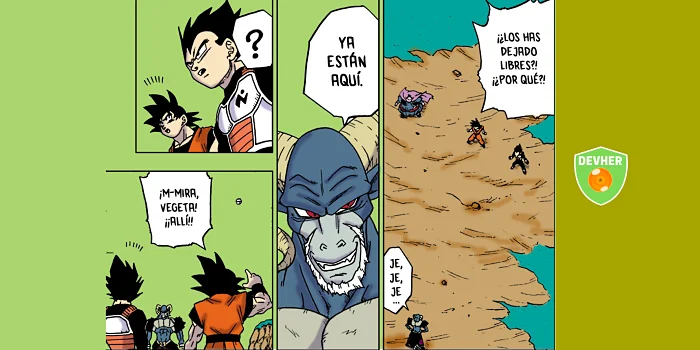 ?
¡M-MIRA,
VEGETA!
¡¡ALLÍ!!
YA
ESTÁN
AQUÍ.
¡¿LOS HAS
DEJADO
LIBRES?!
¡¿POR QUÉ?!
JE,
JE,
JE
...
DEVHER